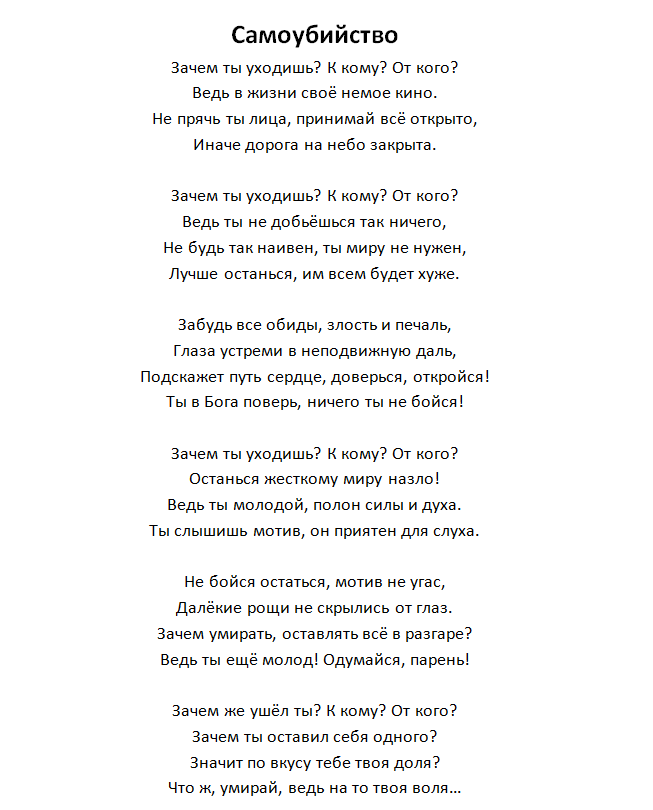 Самоубийство
Зачем ты уходишь? К кому? От кого?
Ведь в жизни своё немое кино.
Не прячь ты лица, принимай всё открыто,
Иначе дорога на небо закрыта.
Зачем ты уходишь? К кому? От кого?
Ведь ты не добьёшься так ничего,
Не будь так наивен, ты миру не нужен,
Лучше останься, им всем будет хуже.
Забудь все обиды, злость и печаль,
Глаза устреми в неподвижную даль,
Подскажет путь сердце, доверься, откройся!
Ты в Бога поверь, ничего ты не бойся!
Зачем ты уходишь? К кому? От кого?
Останься жесткому миру назло!
Ведь ты молодой, полон силы и духа.
Ты слышишь мотив, он приятен для слуха.
Не бойся остаться, мотив не угас,
Далёкие рощи не скрылись от глаз.
Зачем умирать, оставлять всё в разгаре?
Ведь ты ещё молод! Одумайся, парень!
Зачем же ушёл ты? К кому? От кого?
Зачем ты оставил себя одного?
Значит по вкусу тебе твоя доля?
Что ж, умирай, ведь на то твоя воля...